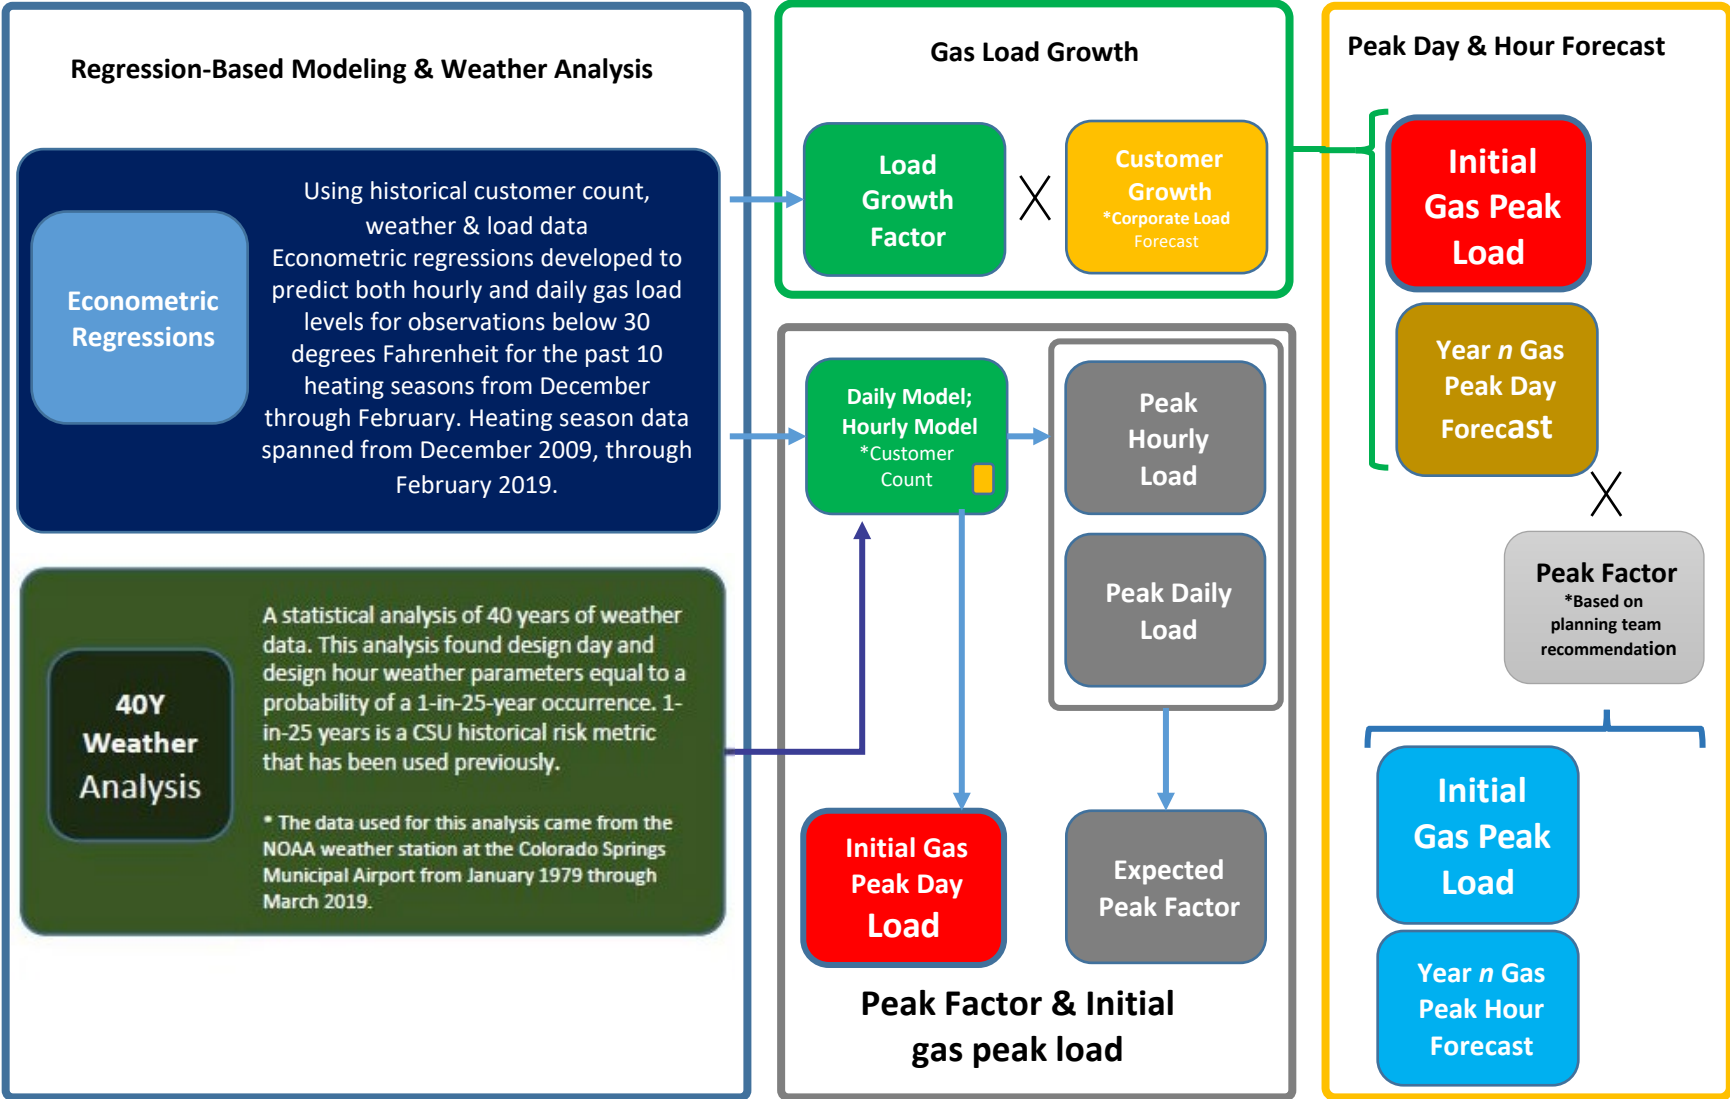 Regression-Based Modeling & Weather Analysis
Econometric
Regressions
Using historical customer count,
weather & load data
Econometric regressions developed to
predict both hourly and daily gas load
levels for observations below 30
degrees Fahrenheit for the past 10
heating seasons from December
through February. Heating season data
spanned from December 2009, through
February 2019.
40Y
Weather
Analysis
A statistical analysis of 40 years of weather
data. This analysis found design day and
design hour weather parameters equal to a
probability of a 1-in-25-year occurrence. 1-
in-25 years is a CSU historical risk metric
that has been used previously.
* The data used for this analysis came from the
NOAA weather station at the Colorado Springs
Municipal Airport from January 1979 through
March 2019.
Gas Load Growth
Load
Growth
Factor
Customer
Growth
*Corporate Load
Forecast
Daily Model;
Hourly Model
*Customer
Count
Peak
Hourly
Load
Peak Daily
Load
Initial Gas
Peak Day
Load
Expected
Peak Factor
Peak Factor & Initial
gas peak load
Peak Day & Hour Forecast
Initial
Gas Peak
Load
Year n Gas
Peak Day
Forecast
Peak Factor
*Based on
planning team
recommendation
Initial
Gas Peak
Load
Year n Gas
Peak Hour
Forecast